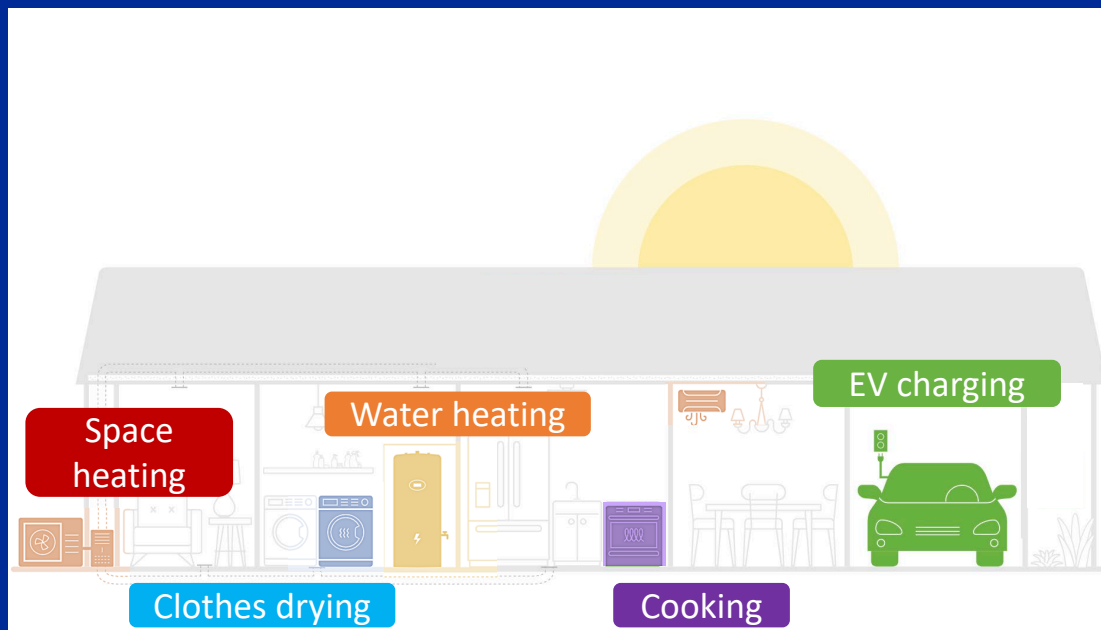 EV charging
Water heating
Space
heating
Clothes drying
Cooking